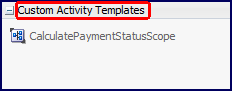 Custom Activity Templates
CalculatePaymentStatusScope